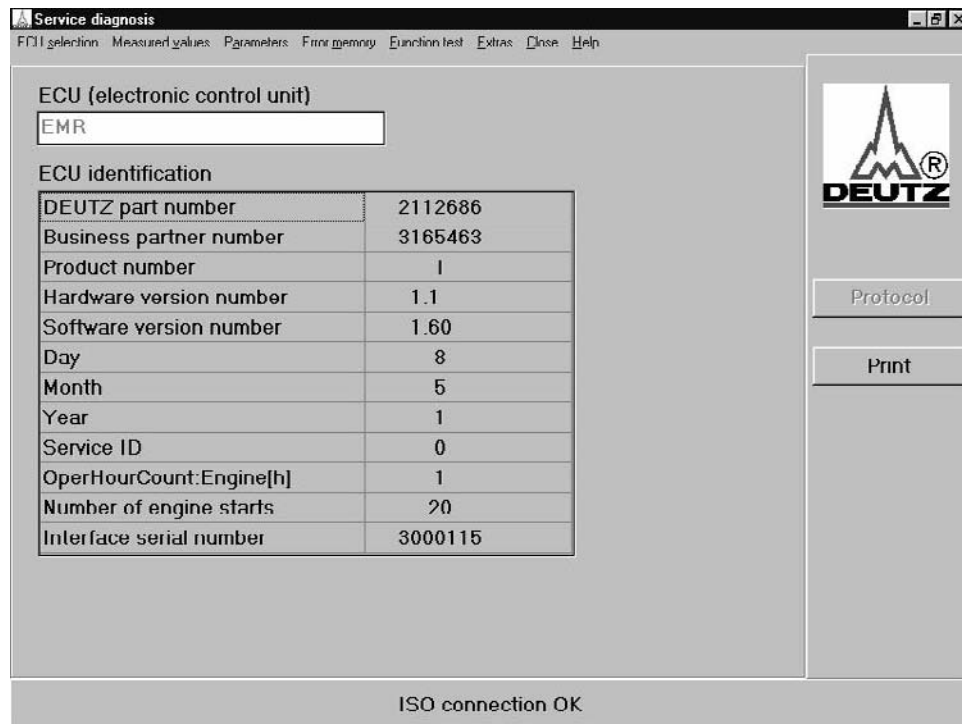 Service diagnosis
ECU selection Measured values Parameters Error memory Function test Extras Close Help
ECU (electronic control unit)
EMR
ECU identification
DEUTZ part number 2112686
Business partner number 3165463
Product number I
Hardware version number 1.1
Software version number 1.60
Day 8
Month 5
Year 1
Service ID 0
OperHourCount:Engine[h] 1
Number of engine starts 20
Interface serial number 3000115
®
DEUTZ
Protocol
Print
ISO connection OK